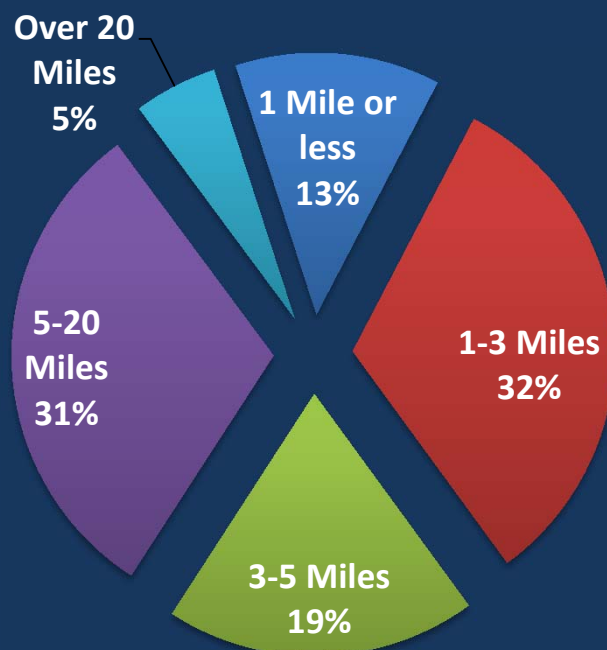 Over 20
Miles
5%
1 Mile or
less
13%
1-3 Miles
32%
3-5 Miles
19%
5-20
Miles
31%